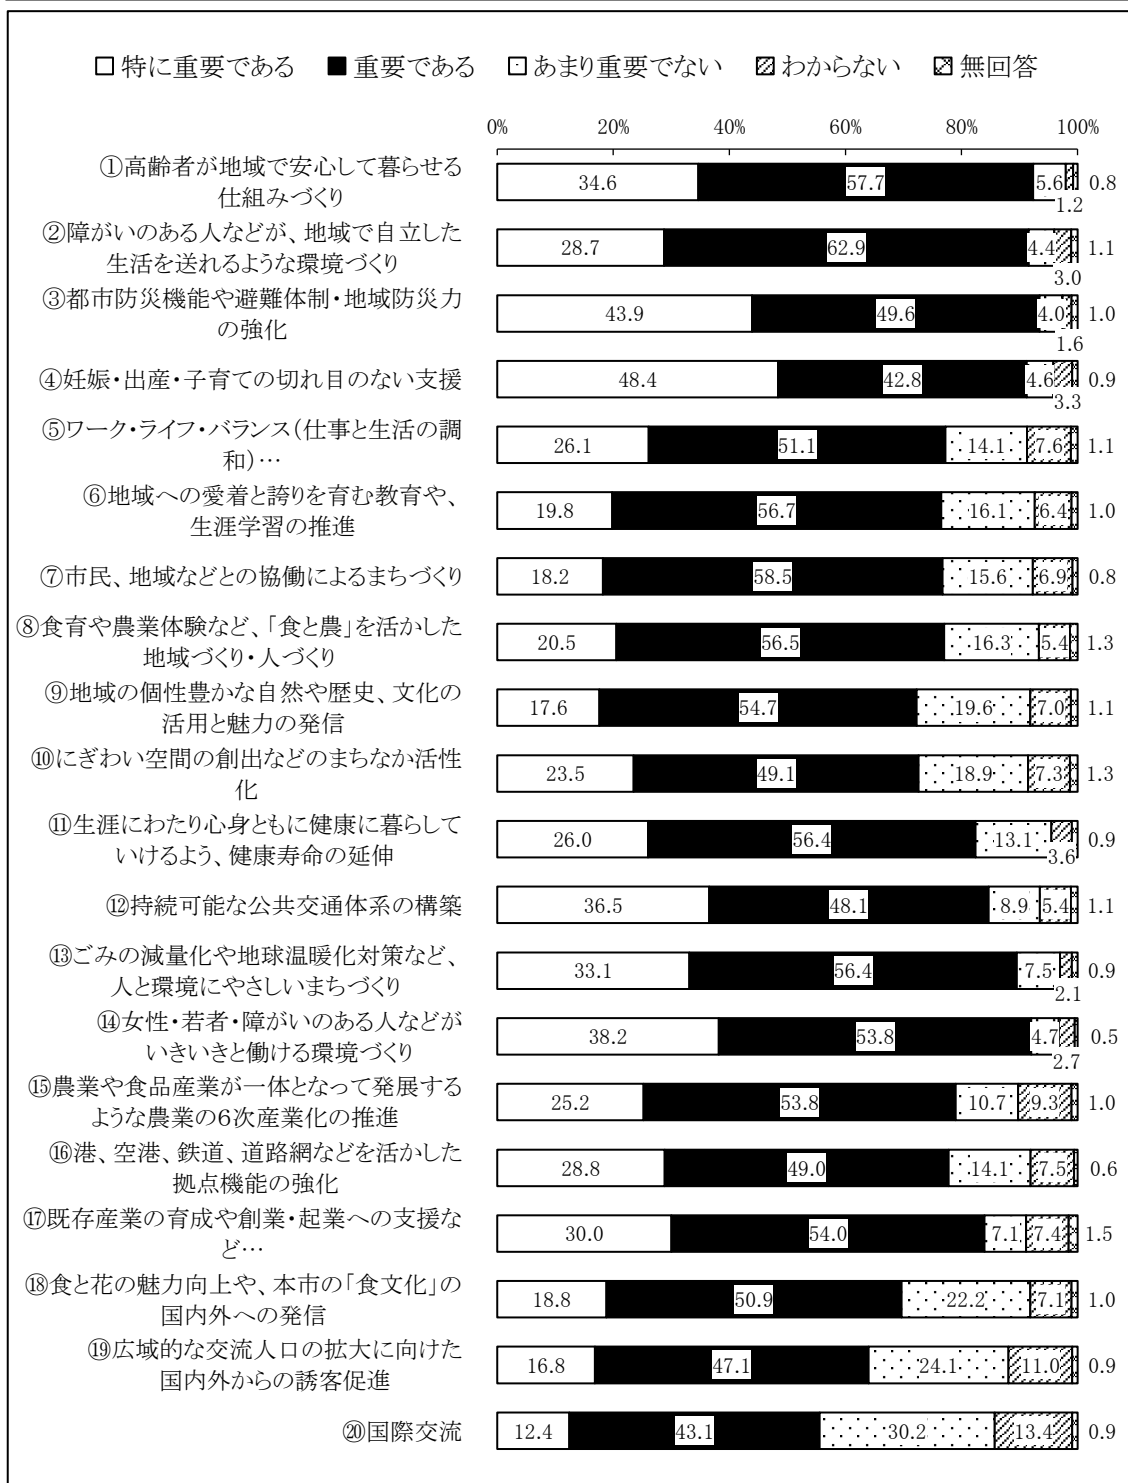 特に重要である 重要である あまり重要でない わからない 無回答
0% 20% 40% 60% 80% 100%
①高齢者が地域で安心して暮らせる
仕組みづくり
34.6 57.7 5.6 1.2 0.8
②障がいのある人などが、地域で自立した
生活を送れるような環境づくり
28.7 62.9 4.4 3.0 1.1
③都市防災機能や避難体制・地域防災力
の強化
43.9 49.6 4.0 1.6 1.0
④妊娠・出産・子育ての切れ目のない支援
48.4 42.8 4.6 3.3 0.9
⑤ワーク・ライフ・バランス(仕事と生活の調
和)…
26.1 51.1 14.1 7.6 1.1
⑥地域への愛着と誇りを育む教育や、
生涯学習の推進
19.8 56.7 16.1 6.4 1.0
⑦市民、地域などとの協働によるまちづくり
18.2 58.5 15.6 6.9 0.8
⑧食育や農業体験など、「食と農」を活かした
地域づくり・人づくり
20.5 56.5 16.3 5.4 1.3
⑨地域の個性豊かな自然や歴史、文化の
活用と魅力の発信
17.6 54.7 19.6 7.0 1.1
⑩にぎわい空間の創出などのまちなか活性
化
23.5 49.1 18.9 7.3 1.3
⑪生涯にわたり心身ともに健康に暮らして
いけるよう、健康寿命の延伸
26.0 56.4 13.1 3.6 0.9
⑫持続可能な公共交通体系の構築
36.5 48.1 8.9 5.4 1.1
⑬ごみの減量化や地球温暖化対策など、
人と環境にやさしいまちづくり
33.1 56.4 7.5 2.1 0.9
⑭女性・若者・障がいのある人などが
いきいきと働ける環境づくり
38.2 53.8 4.7 2.7 0.5
⑮農業や食品産業が一体となって発展する
ような農業の6次産業化の推進
25.2 53.8 10.7 9.3 1.0
⑯港、空港、鉄道、道路網などを活かした
拠点機能の強化
28.8 49.0 14.1 7.5 0.6
⑰既存産業の育成や創業・起業への支援な
ど…
30.0 54.0 7.1 7.4 1.5
⑱食と花の魅力向上や、本市の「食文化」の
国内外への発信
18.8 50.9 22.2 7.1 1.0
⑲広域的な交流人口の拡大に向けた
国内外からの誘客促進
16.8 47.1 24.1 11.0 0.9
⑳国際交流
12.4 43.1 30.2 13.4 0.9